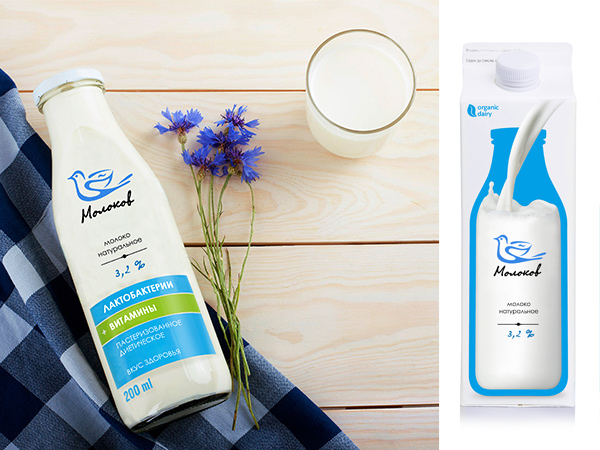 Молоков
молоко
натуральное
3,2 %
ЛАКТОБАКТЕРИИ
+ ВИТАМИНЫ
ПАСТЕРИЗОВАННОЕ
ДИЕТИЧЕСКОЕ
ВКУС ЗДОРОВЬЯ
200 ml
organic
dairy
Молоков
молоко
натуральное
3,2 %